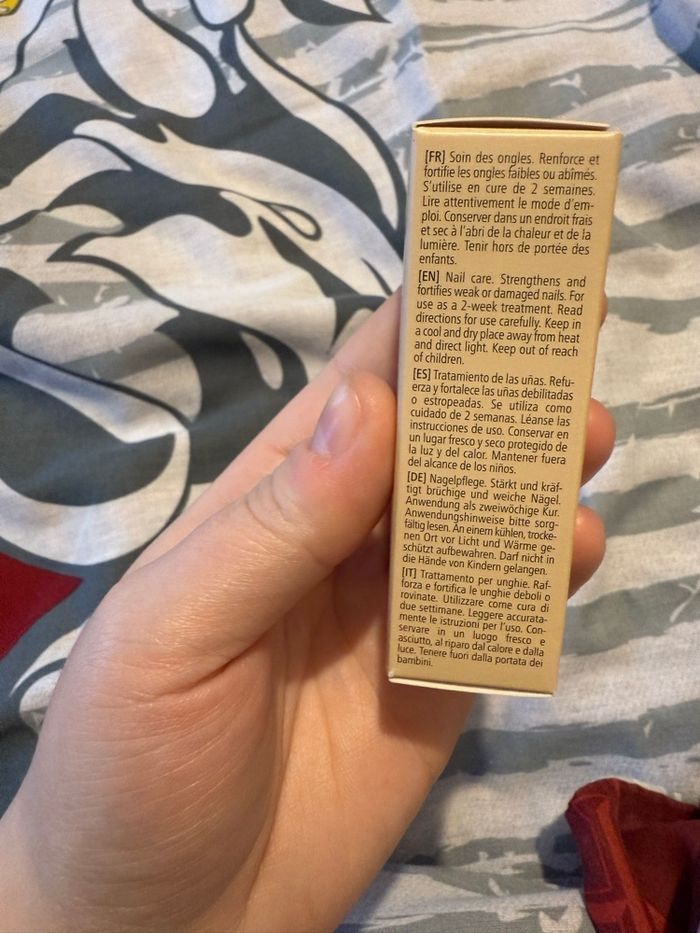 [FR] Soin des ongles. Renforce et
fortifie les ongles faibles ou abîmés.
S'utilise en cure de 2 semaines.
Lire attentivement le mode d'em-
ploi. Conserver dans un endroit frais
et sec à l'abri de la chaleur et de la
lumière. Tenir hors de portée des
enfants.
[EN] Nail care. Strengthens and
fortifies weak or damaged nails. For
use as a 2-week treatment. Read
directions for use carefully. Keep in
a cool and dry place away from heat
and direct light. Keep out of reach
of children.
[ES] Tratamiento de las uñas. Refu-
erza y fortalece las uñas debilitadas
o estropeadas. Se utiliza como
cuidado de 2 semanas. Léanse las
instrucciones de uso. Conservar en
un lugar fresco y seco protegido de
la luz y del calor. Mantener fuera
del alcance de los niños.
[DE] Nagelpflege. Stärkt und kräf-
tigt brüchige und weiche Nägel.
Anwendung als zweiwöchige Kur.
Anwendungshinweise bitte sorg-
fältig lesen. An einem kühlen, trocke-
nen Ort vor Licht und Wärme ge-
schützt aufbewahren. Darf nicht in
die Hände von Kindern gelangen.
[IT] Trattamento per unghie. Raf-
forza e fortifica le unghie deboli o
rovinate. Utilizzare come cura di
due settimane. Leggere accurata-
mente le istruzioni per l'uso. Con-
servare in un luogo fresco e
asciutto, al riparo dal calore e dalla
luce. Tenere fuori dalla portata dei
bambini.